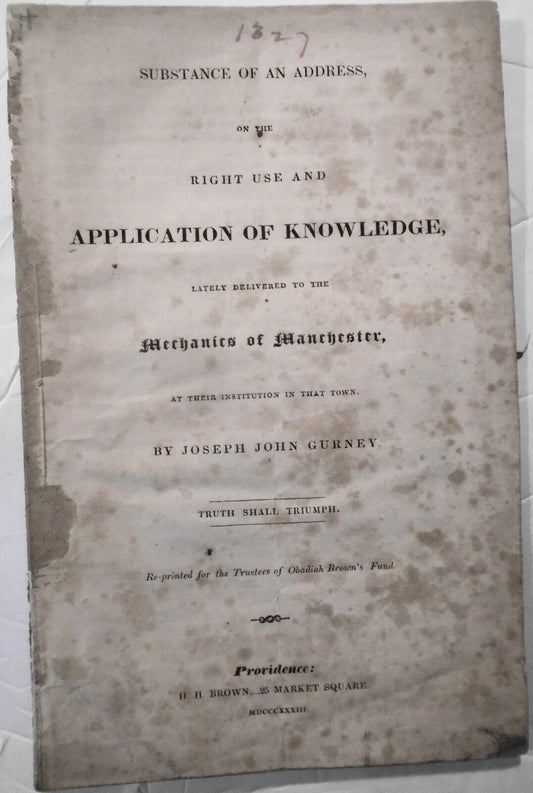 1327
SUBSTANCE OF AN ADDRESS,
ON THE
RIGHT USE AND
APPLICATION OF KNOWLEDGE,
LATELY DELIVERED TO THE
Mechanics of Manchester,
AT THEIR INSTITUTION IN THAT TOWN.
BY JOSEPH JOHN GURNEY.
TRUTH SHALL TRIUMPH.
Re-printed for the Trustees of Obadiah Brown's Fund.
Providence:
H. H. BROWN....25 MARKET SQUARE.
MDCCCXXXIII.